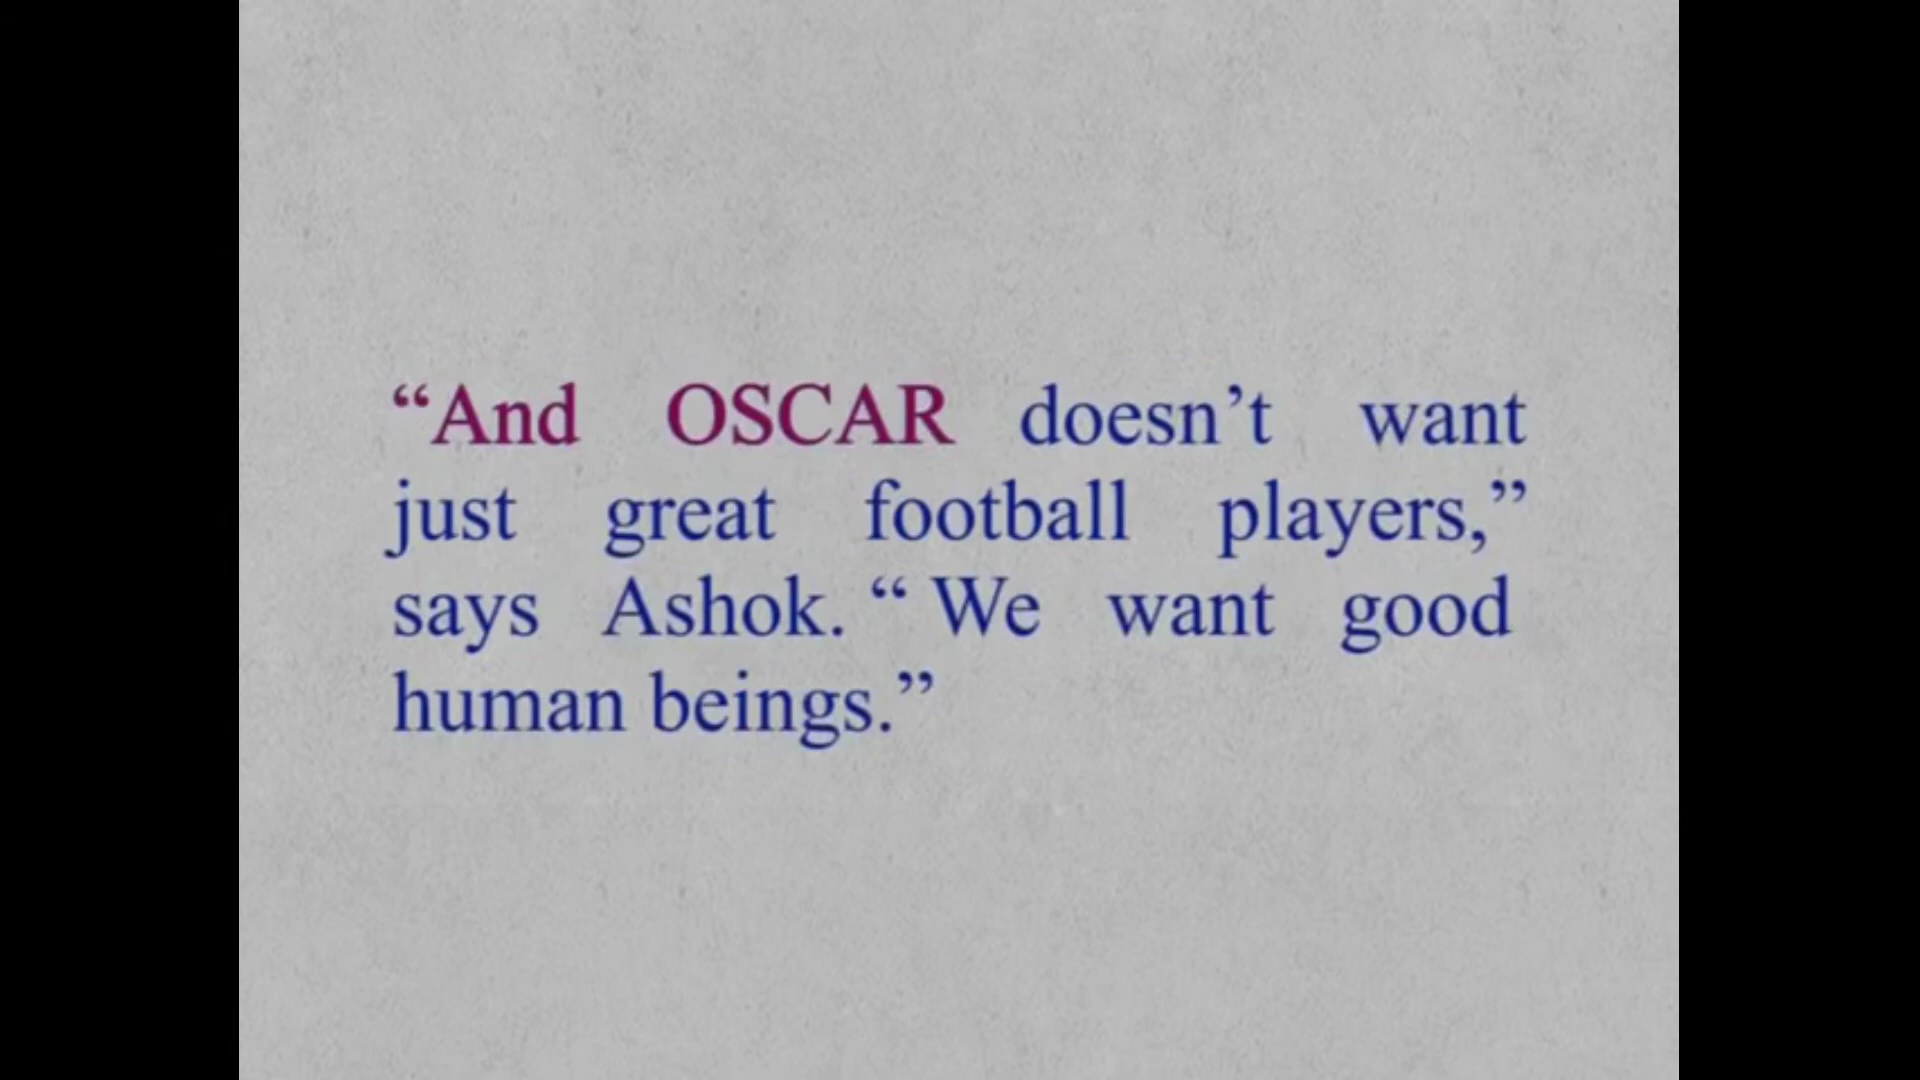 “And OSCAR doesn’t want
just great football players,”
says Ashok. “ We want good
human beings.”